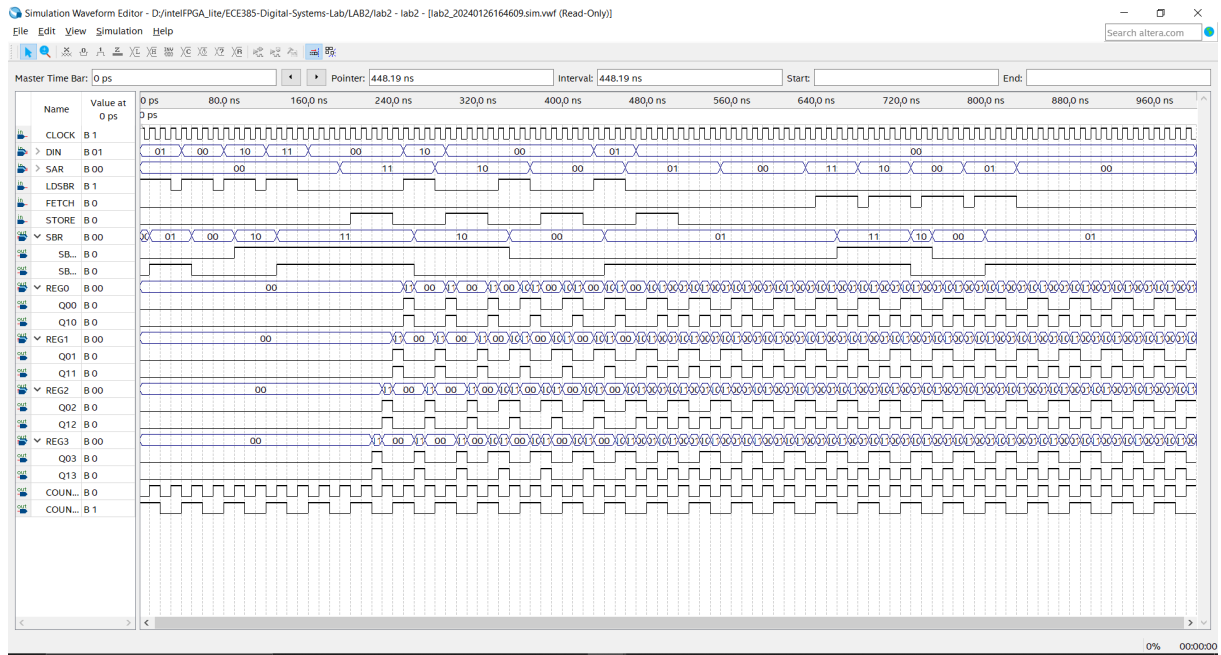 Simulation Waveform Editor - D:/intelFPGA_lite/ECE385-Digital-Systems-Lab/LAB2/lab2 - lab2 - [lab2_20240126164609.sim.vwf (Read-Only)]
File Edit View Simulation Help
Search altera.com
Master Time Bar: 0 ps Pointer: 448.19 ns Interval: 448.19 ns Start: End:
Name Value at 0 ps
0 ps 80.0 ns 160.0 ns 240.0 ns 320.0 ns 400.0 ns 480.0 ns 560.0 ns 640.0 ns 720.0 ns 800.0 ns 880.0 ns 960.0 ns
0 ps
CLOCK B 1
DIN B 01 01 00 10 11 00 10 00 01 00
SAR B 00 00 11 10 00 01 00 11 10 00 01 00
LDSBR B 1
FETCH B 0
STORE B 0
SBR B 00 01 00 10 11 10 00 01 11 10 00 01
SB... B 0
SB... B 0
REG0 B 00 00
Q00 B 0
Q10 B 0
REG1 B 00 00
Q01 B 0
Q11 B 0
REG2 B 00 00
Q02 B 0
Q12 B 0
REG3 B 00 00
Q03 B 0
Q13 B 0
COUN... B 0
COUN... B 1
0% 00:00:00